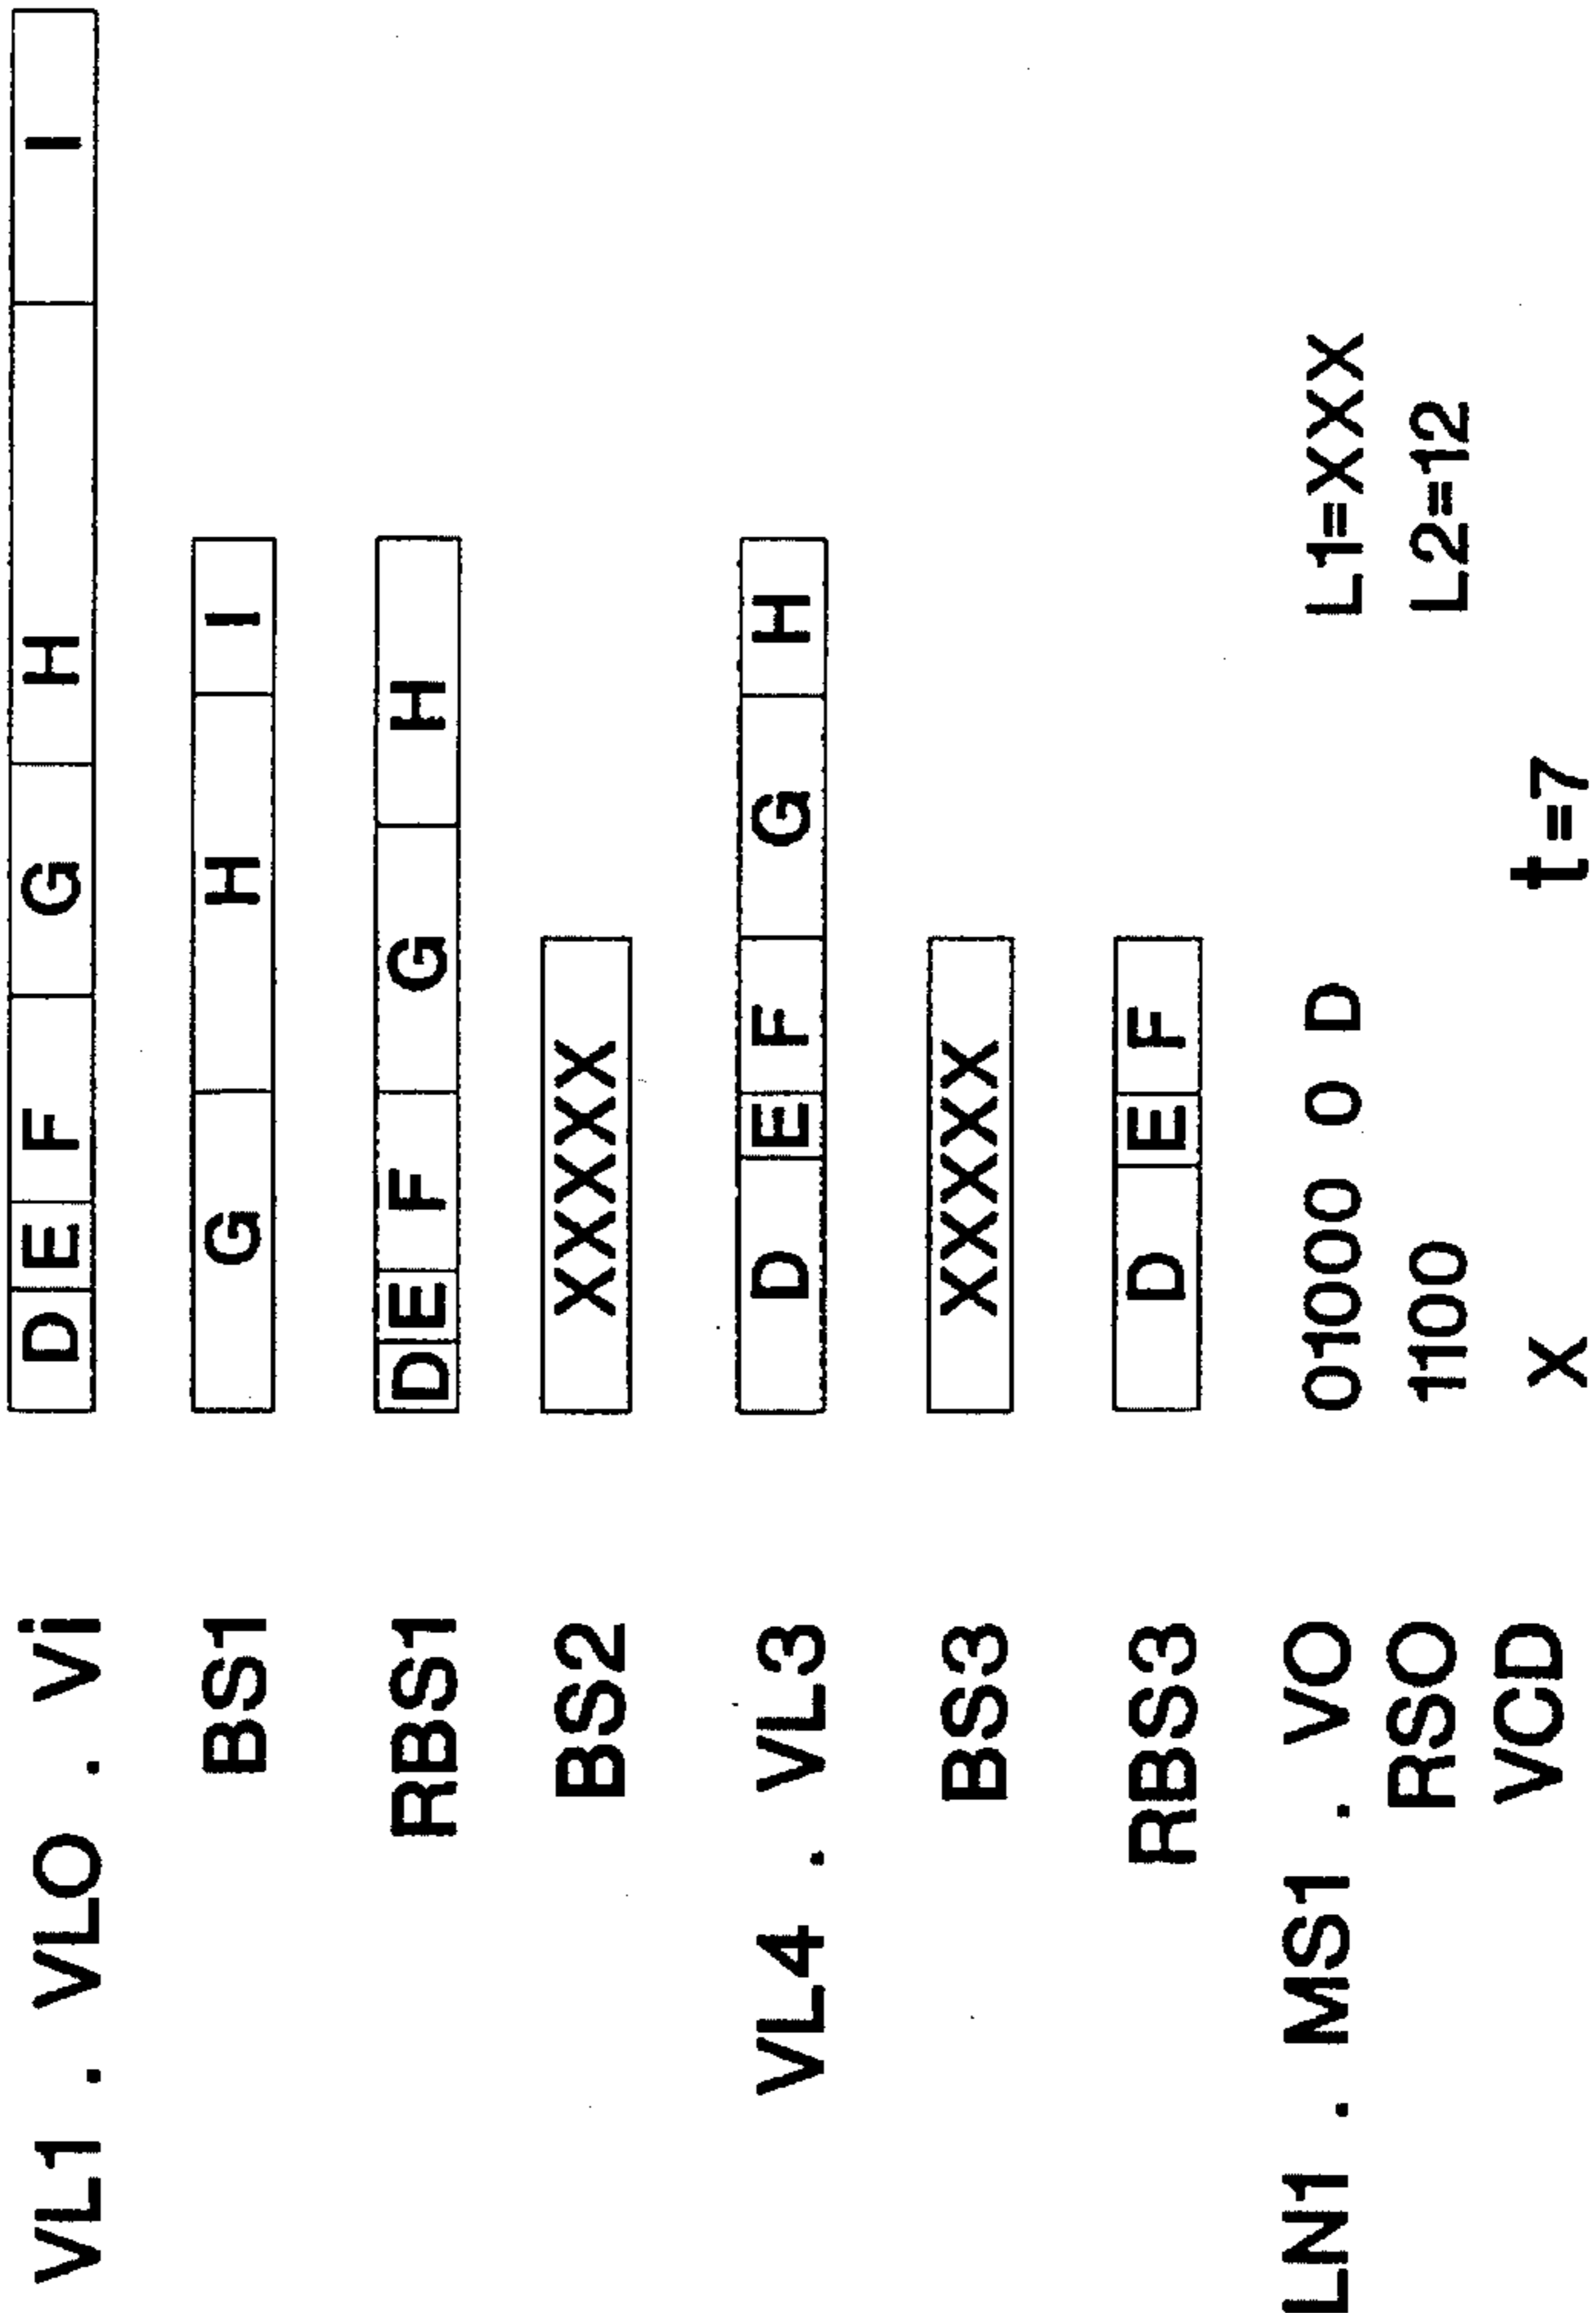 VL1 . VLO . Vi D E F G H I
BS1 G H I
RBS1 D E F G H
BS2 XXXXX
VL4 . VL3 D E F G H
BS3 XXXXX
RBS3 D E F
LN1 . MS1 . VO 01000 0 D L1=XXX
RSO 1100 L2=12
VCD X t=7